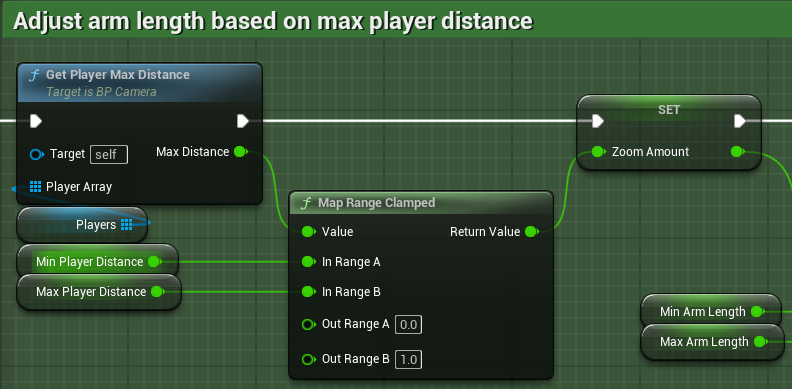 Adjust arm length based on max player distance
Get Player Max Distance
Target is BP Camera
Target self
Max Distance
Player Array
Players
Min Player Distance
Max Player Distance
Map Range Clamped
Value
Return Value
In Range A
In Range B
Out Range A 0.0
Out Range B 1.0
SET
Zoom Amount
Min Arm Length
Max Arm Length